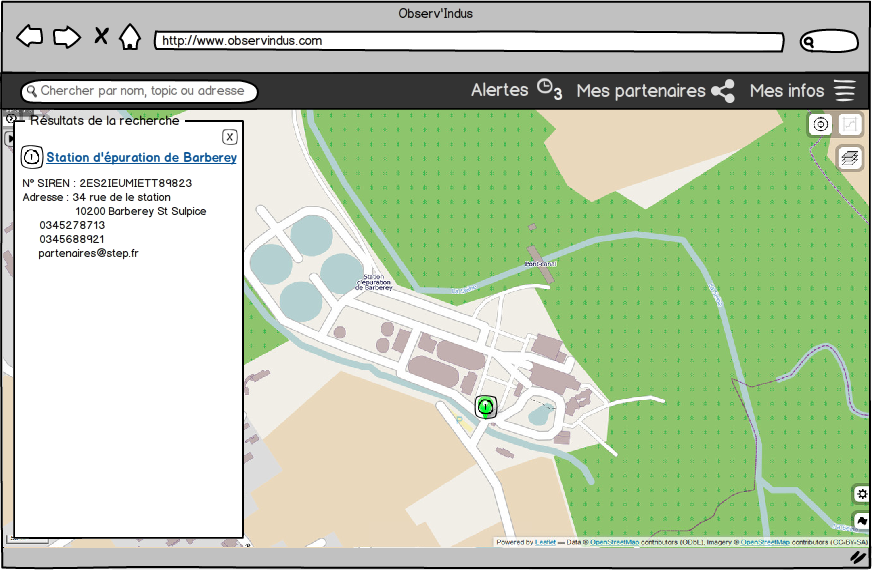 Observ'Indus
http://www.observindus.com
Chercher par nom, topic ou adresse
Alertes 3
Mes partenaires
Mes infos
Résultats de la recherche
X
Station d'épuration de Barberey
N° SIREN : 2ES2IEUMIETT89823
Adresse : 34 rue de le station
10200 Barberey St Sulpice
0345278713
0345688921
partenaires@step.fr
Station
d'épuration
de Barberey
Powered by Leaflet — Data © OpenStreetMap contributors (ODbL), Imagery © OpenStreetMap contributors (CC-BY-SA)